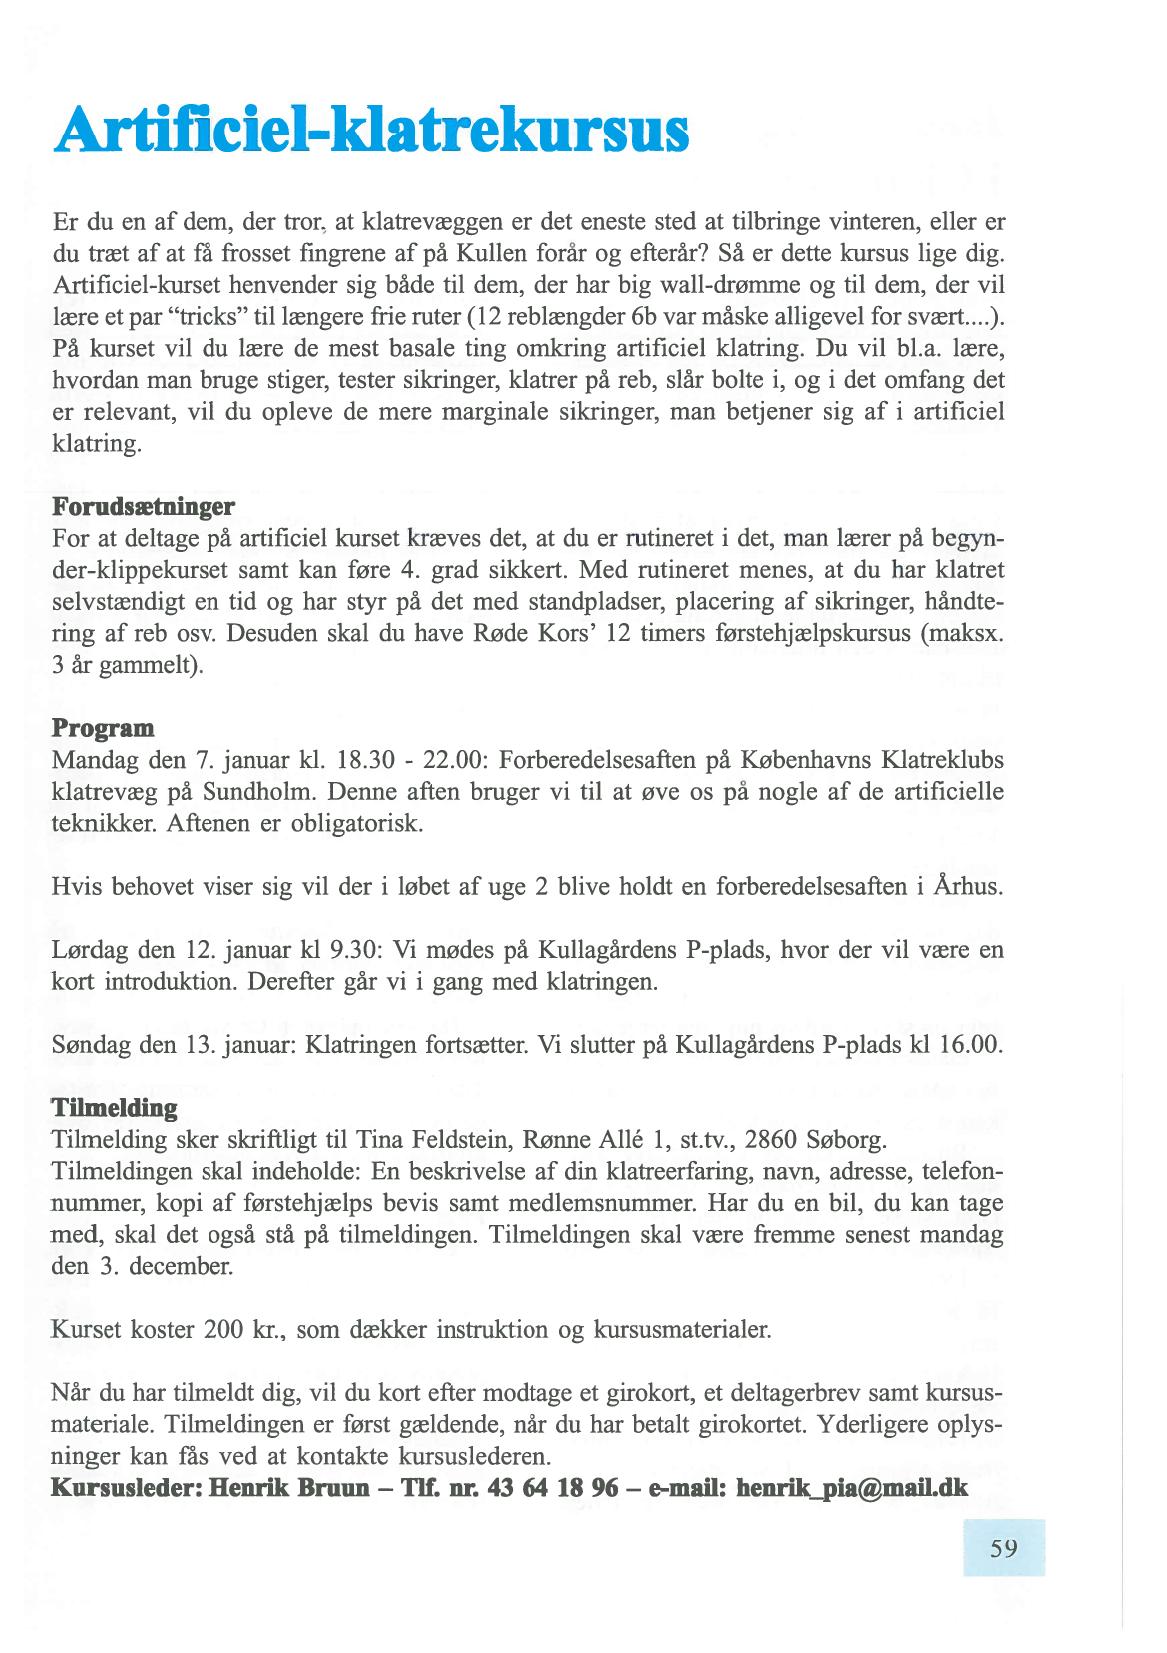 Artificiel-klatrekursus
Er du en af dem, der tror, at klatrevæggen er det eneste sted at tilbringe vinteren, eller er
du træt af at få frosset fingrene af på Kullen forår og efterår? Så er dette kursus lige dig.
Artificiel-kurset henvender sig både til dem, der har big wall-drømme og til dem, der vil
lære et par “tricks” til længere frie ruter (12 reblængder 6b var måske alligevel for svært....).
På kurset vil du lære de mest basale ting omkring artificiel klatring. Du vil bl.a. lære,
hvordan man bruge stiger, tester sikringer, klatrer på reb, slår bolte i, og i det omfang det
er relevant, vil du opleve de mere marginale sikringer, man betjener sig af i artificiel
klatring.
Forudsætninger
For at deltage på artificiel kurset kræves det, at du er rutineret i det, man lærer på begyn-
der-klippekurset samt kan føre 4. grad sikkert. Med rutineret menes, at du har klatret
selvstændigt en tid og har styr på det med standpladser, placering af sikringer, håndte-
ring af reb osv. Desuden skal du have Røde Kors’ 12 timers førstehjælpskursus (maksx.
3 år gammelt).
Program
Mandag den 7. januar kl. 18.30 - 22.00: Forberedelsesaften på Københavns Klatreklubs
klatrevæg på Sundholm. Denne aften bruger vi til at øve os på nogle af de artificielle
teknikker. Aftenen er obligatorisk.
Hvis behovet viser sig vil der i løbet af uge 2 blive holdt en forberedelsesaften i Århus.
Lørdag den 12. januar kl 9.30: Vi mødes på Kullagårdens P-plads, hvor der vil være en
kort introduktion. Derefter går vi i gang med klatringen.
Søndag den 13. januar: Klatringen fortsætter. Vi slutter på Kullagårdens P-plads kl 16.00.
Tilmelding
Tilmelding sker skriftligt til Tina Feldstein, Rønne Allé 1, st.tv., 2860 Søborg.
Tilmeldingen skal indeholde: En beskrivelse af din klatreerfaring, navn, adresse, telefon-
nummer, kopi af førstehjælps bevis samt medlemsnummer. Har du en bil, du kan tage
med, skal det også stå på tilmeldingen. Tilmeldingen skal være fremme senest mandag
den 3. december.
Kurset koster 200 kr., som dækker instruktion og kursusmaterialer.
Når du har tilmeldt dig, vil du kort efter modtage et girokort, et deltagerbrev samt kursus-
materiale. Tilmeldingen er først gældende, når du har betalt girokortet. Yderligere oplys-
ninger kan fås ved at kontakte kursuslederen.
Kursusleder: Henrik Bruun – Tlf. nr. 43 64 18 96 – e-mail: henrik_pia@mail.dk
59